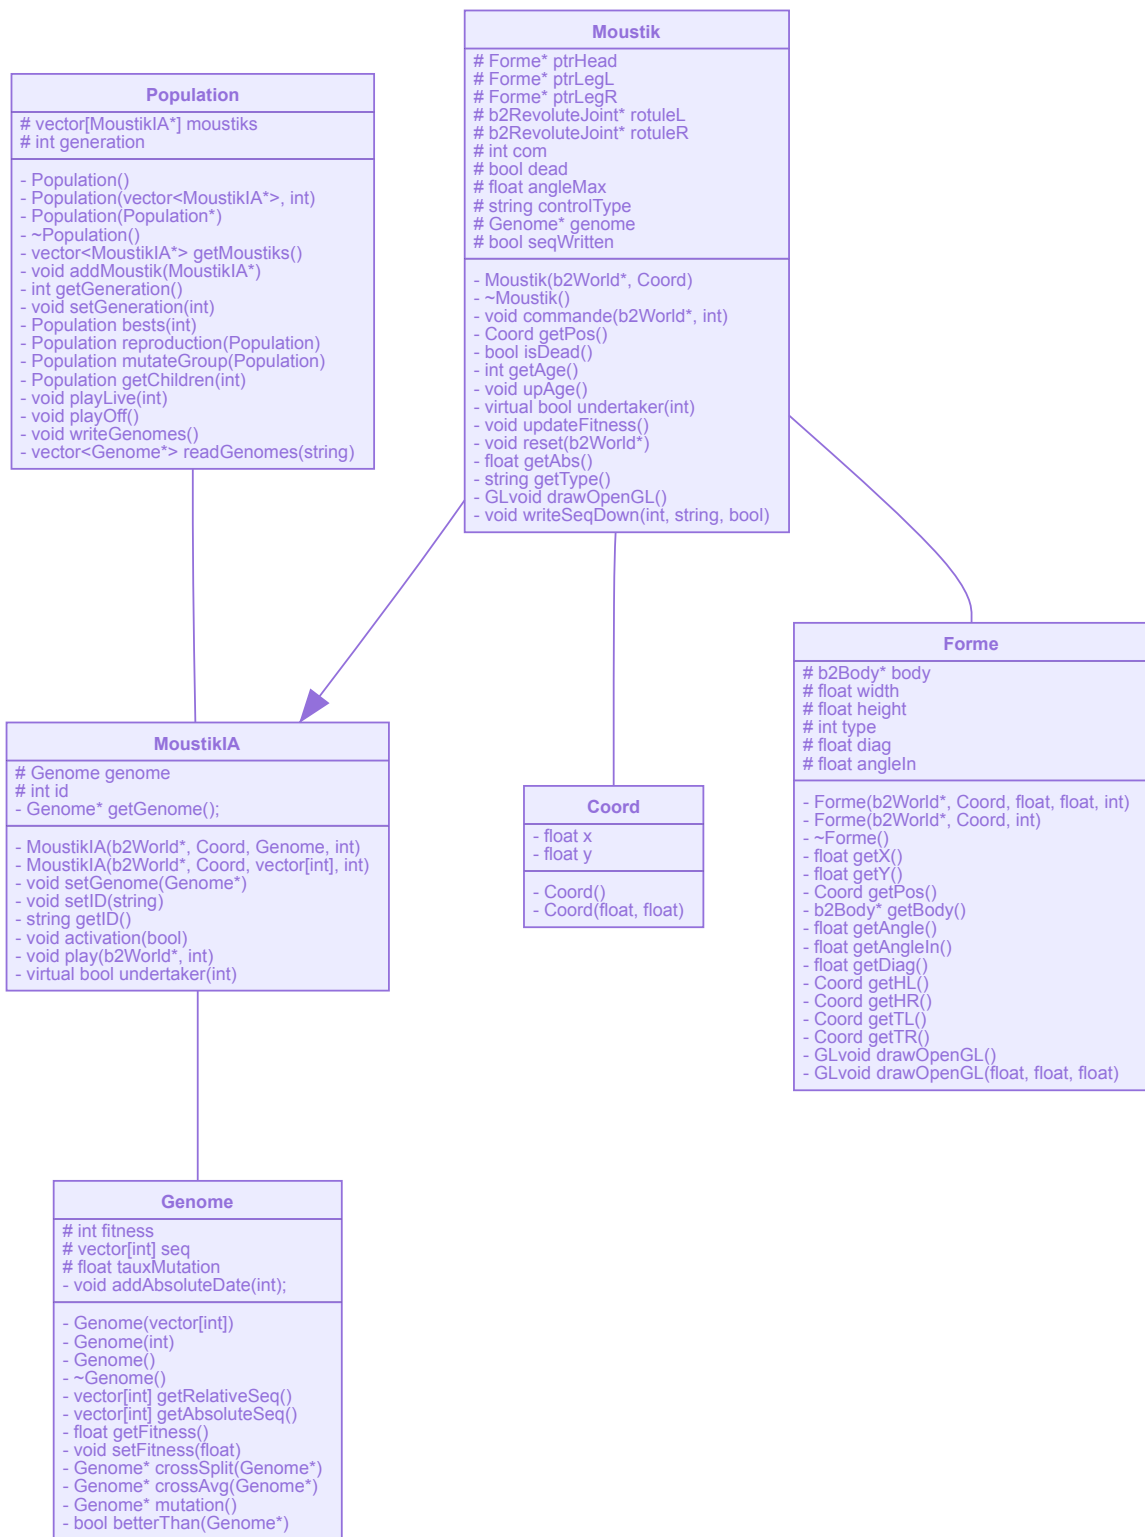 Moustik
# Forme* ptrHead
# Forme* ptrLegL
# Forme* ptrLegR
# b2RevoluteJoint* rotuleL
# b2RevoluteJoint* rotuleR
# int com
# bool dead
# float angleMax
# string controlType
# Genome* genome
# bool seqWritten
- Moustik(b2World*, Coord)
- ~Moustik()
- void commande(b2World*, int)
- Coord getPos()
- bool isDead()
- int getAge()
- void upAge()
- virtual bool undertaker(int)
- void updateFitness()
- void reset(b2World*)
- float getAbs()
- string getType()
- GLvoid drawOpenGL()
- void writeSeqDown(int, string, bool)
Population
# vector[MoustikIA*] moustiks
# int generation
- Population()
- Population(vector<MoustikIA*>, int)
- Population(Population*)
- ~Population()
- vector<MoustikIA*> getMoustiks()
- void addMoustik(MoustikIA*)
- int getGeneration()
- void setGeneration(int)
- Population bests(int)
- Population reproduction(Population)
- Population mutateGroup(Population)
- Population getChildren(int)
- void playLive(int)
- void playOff()
- void writeGenomes()
- vector<Genome*> readGenomes(string)
Forme
# b2Body* body
# float width
# float height
# int type
# float diag
# float angleIn
- Forme(b2World*, Coord, float, float, int)
- Forme(b2World*, Coord, int)
- ~Forme()
- float getX()
- float getY()
- Coord getPos()
- b2Body* getBody()
- float getAngle()
- float getAngleIn()
- float getDiag()
- Coord getHL()
- Coord getHR()
- Coord getTL()
- Coord getTR()
- GLvoid drawOpenGL()
- GLvoid drawOpenGL(float, float, float)
MoustikIA
# Genome genome
# int id
- Genome* getGenome();
- MoustikIA(b2World*, Coord, Genome, int)
- MoustikIA(b2World*, Coord, vector[int], int)
- void setGenome(Genome*)
- void setID(string)
- string getID()
- void activation(bool)
- void play(b2World*, int)
- virtual bool undertaker(int)
Coord
- float x
- float y
- Coord()
- Coord(float, float)
Genome
# int fitness
# vector[int] seq
# float tauxMutation
- void addAbsoluteDate(int);
- Genome(vector[int])
- Genome(int)
- Genome()
- ~Genome()
- vector[int] getRelativeSeq()
- vector[int] getAbsoluteSeq()
- float getFitness()
- void setFitness(float)
- Genome* crossSplit(Genome*)
- Genome* crossAvg(Genome*)
- Genome* mutation()
- bool betterThan(Genome*)